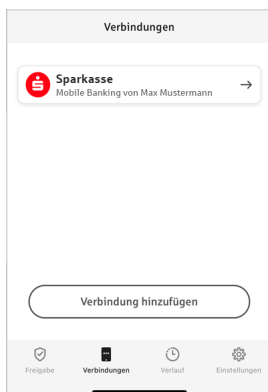 Verbindungen
Sparkasse
Mobile Banking von Max Mustermann
Verbindung hinzufügen
Freigabe Verbindungen Verlauf Einstellungen